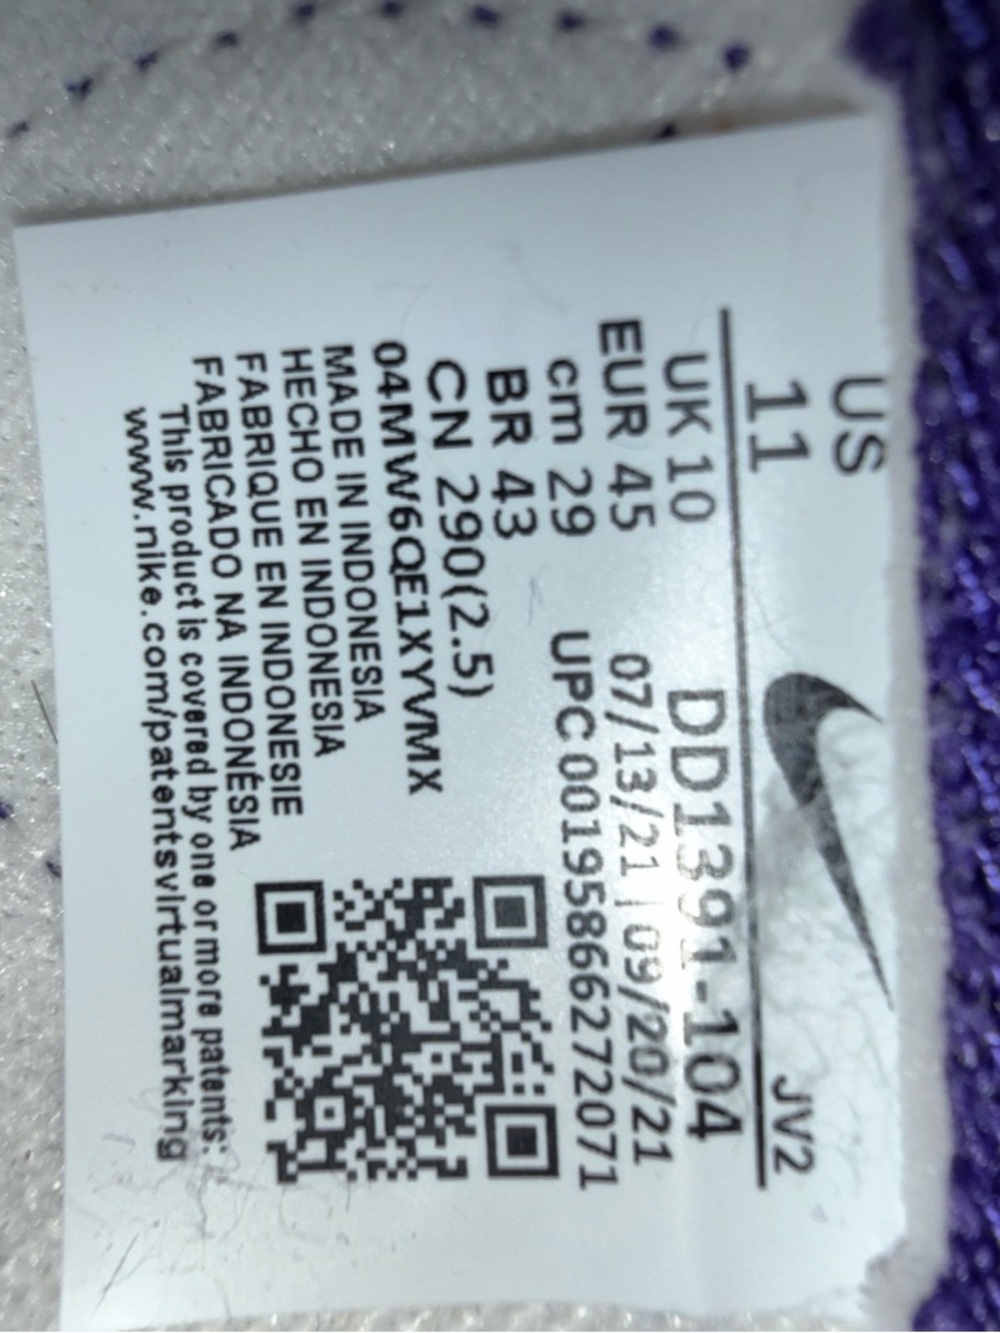 US
11
JV2
UK 10
DD1391-104
EUR 45
07/13/21 | 09/20/21
cm 29
UPC 00195866272071
BR 43
CN 290(2.5)
04MW6QE1XYVMX
MADE IN INDONESIA
HECHO EN INDONESIA
FABRIQUE EN INDONESIE
FABRICADO NA INDONÉSIA
This product is covered by one or more patents:
www.nike.com/patentsvirtualmarking